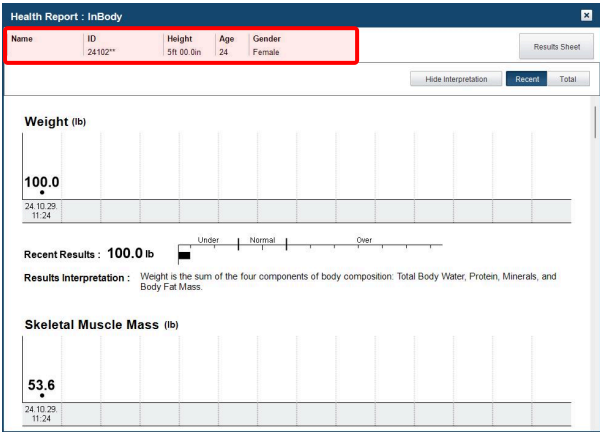 Health Report : InBody
Name ID Height Age Gender
24102** 5ft 00.0in 24 Female
Results Sheet
Hide Interpretation Recent Total
Weight (lb)
100.0
24.10.29.
11:24
Under Normal Over
Recent Results : 100.0 lb
Results Interpretation : Weight is the sum of the four components of body composition: Total Body Water, Protein, Minerals, and
Body Fat Mass.
Skeletal Muscle Mass (lb)
53.6
24.10.29.
11:24